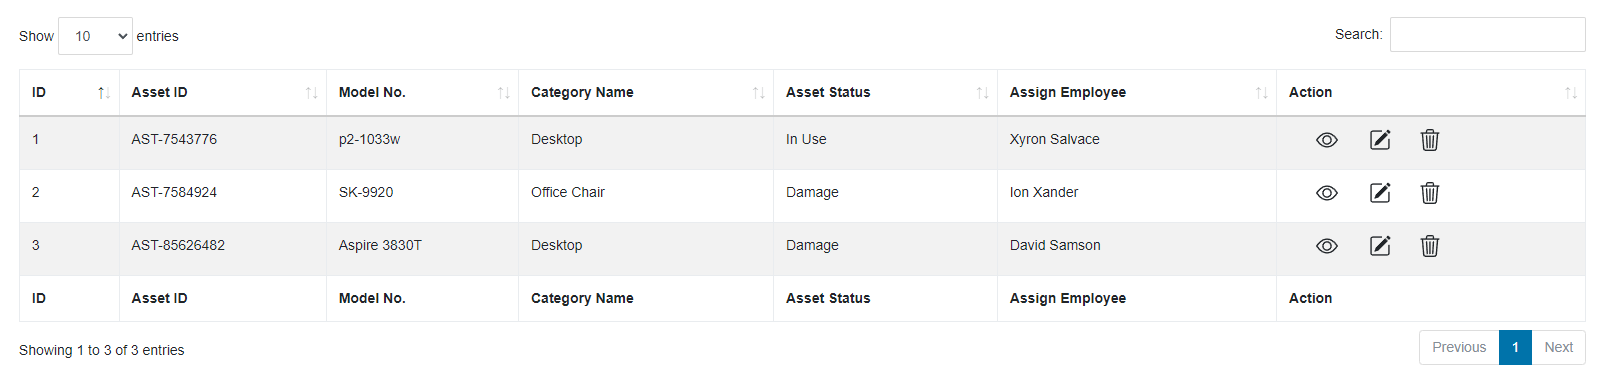 Show 10 entries Search:
ID Asset ID Model No. Category Name Asset Status Assign Employee Action
1 AST-7543776 p2-1033w Desktop In Use Xyron Salvace
2 AST-7584924 SK-9920 Office Chair Damage Ion Xander
3 AST-85626482 Aspire 3830T Desktop Damage David Samson
ID Asset ID Model No. Category Name Asset Status Assign Employee Action
Showing 1 to 3 of 3 entries Previous 1 Next